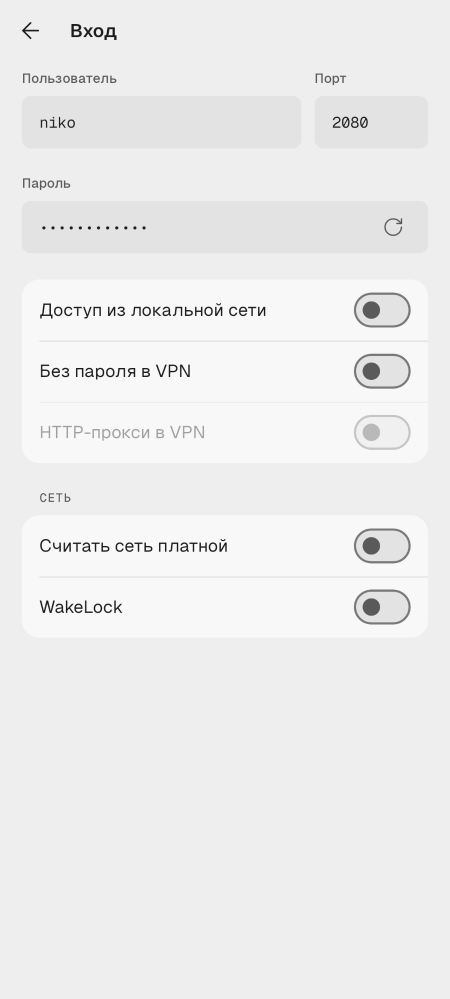 Вход
Пользователь
Порт
niko
2080
Пароль
••••••••••••
Доступ из локальной сети
Без пароля в VPN
HTTP-прокси в VPN
СЕТЬ
Считать сеть платной
WakeLock